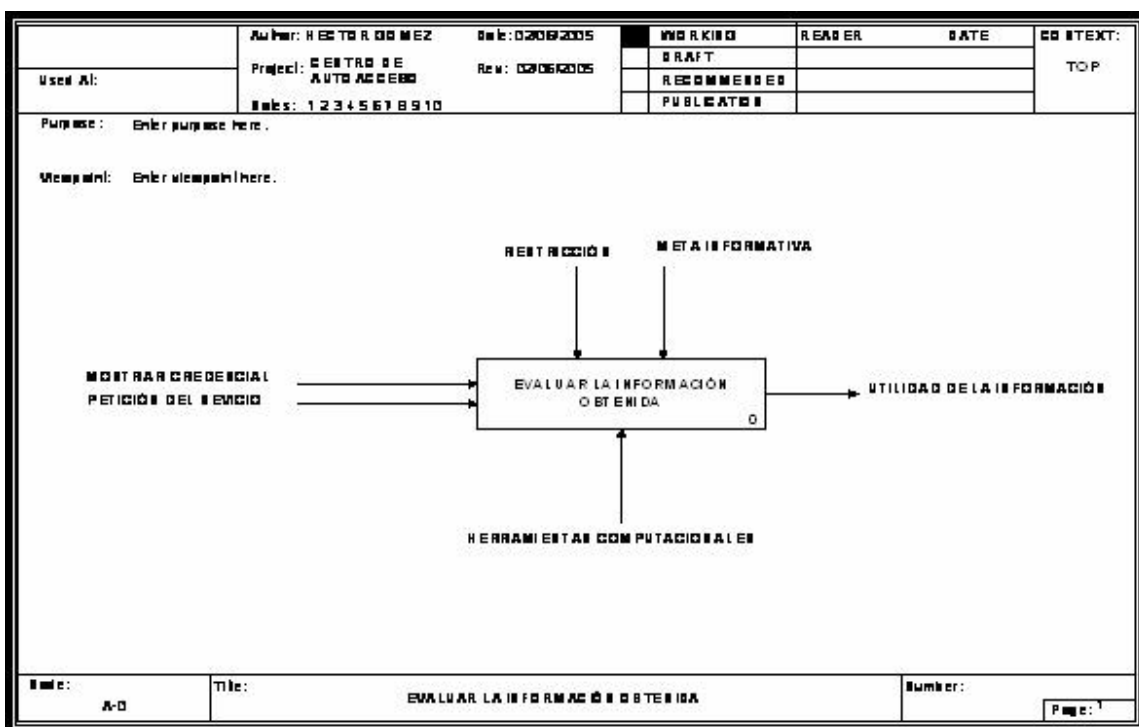 Used At:
Author: HECTOR GOMEZ
Date: 02/06/2005
Project: CENTRO DE
AUTO ACCESO
Rev: 02/06/2005
Notes: 1 2 3 4 5 6 7 8 9 10
WORKING
DRAFT
RECOMMENDED
PUBLICATION
READER DATE
CONTEXT:
TOP
Purpose: Enter purpose here.
Viewpoint: Enter viewpoint here.
RESTRICCIÓN
META INFORMATIVA
MOSTRAR CREDENCIAL
PETICIÓN DEL SEVICIO
EVALUAR LA INFORMACIÓN
OBTENIDA
0
UTILIDAD DE LA INFORMACIÓN
HERRAMIENTAS COMPUTACIONALES
Node:
A-0
Title:
EVALUAR LA INFORMACIÓN OBTENIDA
Number:
Page: 1